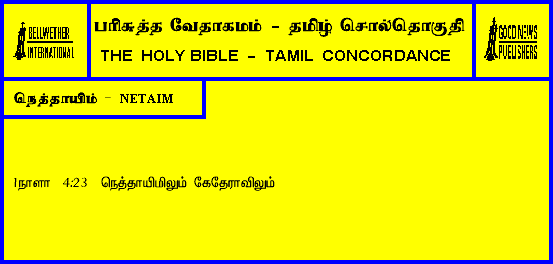 BELLWETHER
INTERNATIONAL
பரிசுத்த வேதாகமம் - தமிழ் சொல்தொகுதி
THE HOLY BIBLE - TAMIL CONCORDANCE
GOOD NEWS
PUBLISHERS
நெத்தாயிம் - NETAIM
1நாளா 4:23 நெத்தாயிமிலும் கேதேராவிலும்